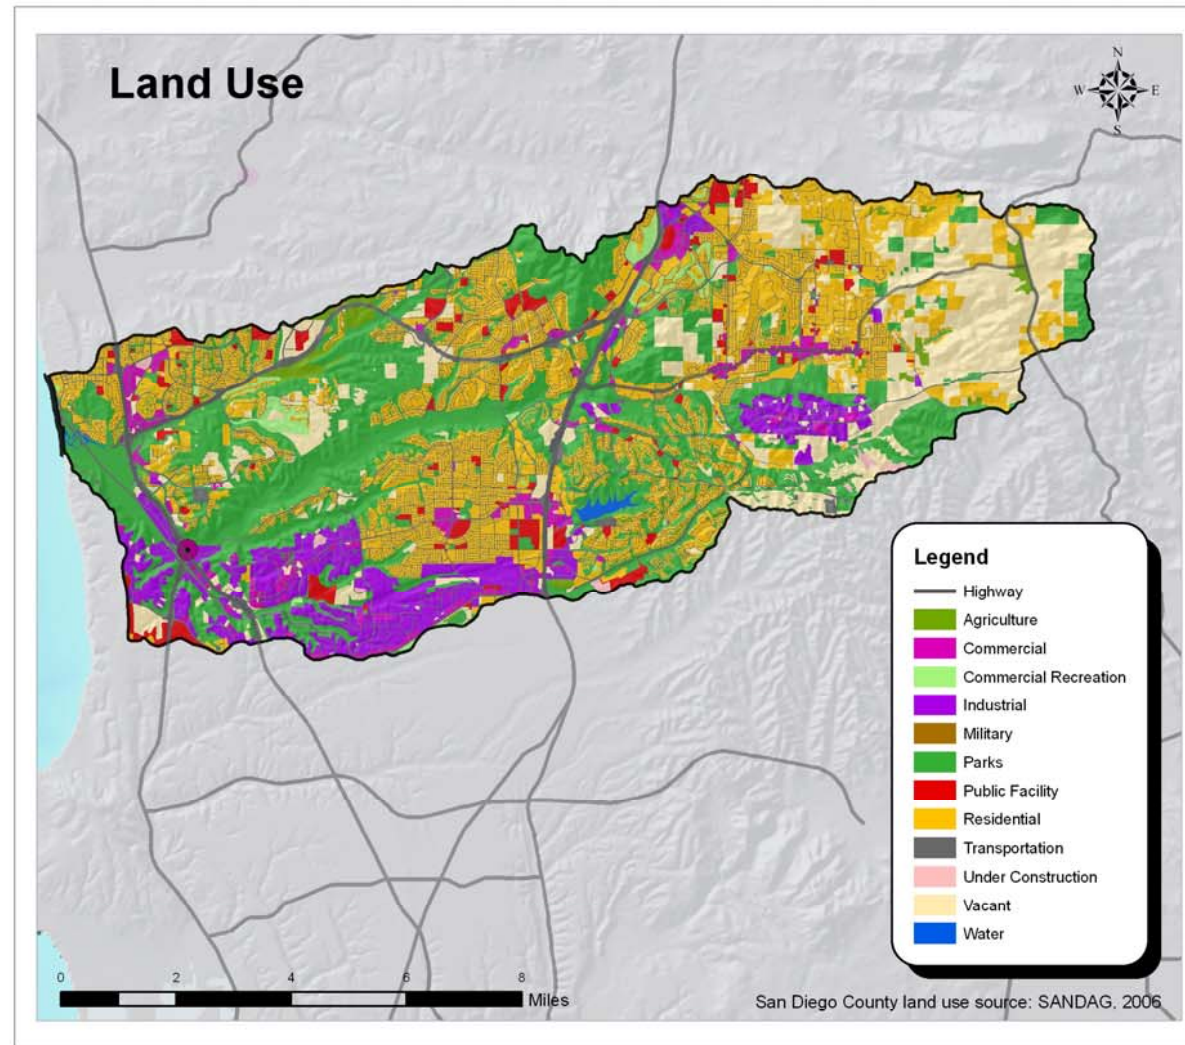 Land Use
N
W E
S
Legend
Highway
Agriculture
Commercial
Commercial Recreation
Industrial
Military
Parks
Public Facility
Residential
Transportation
Under Construction
Vacant
Water
0 2 4 6 8
Miles
San Diego County land use source: SANDAG, 2006